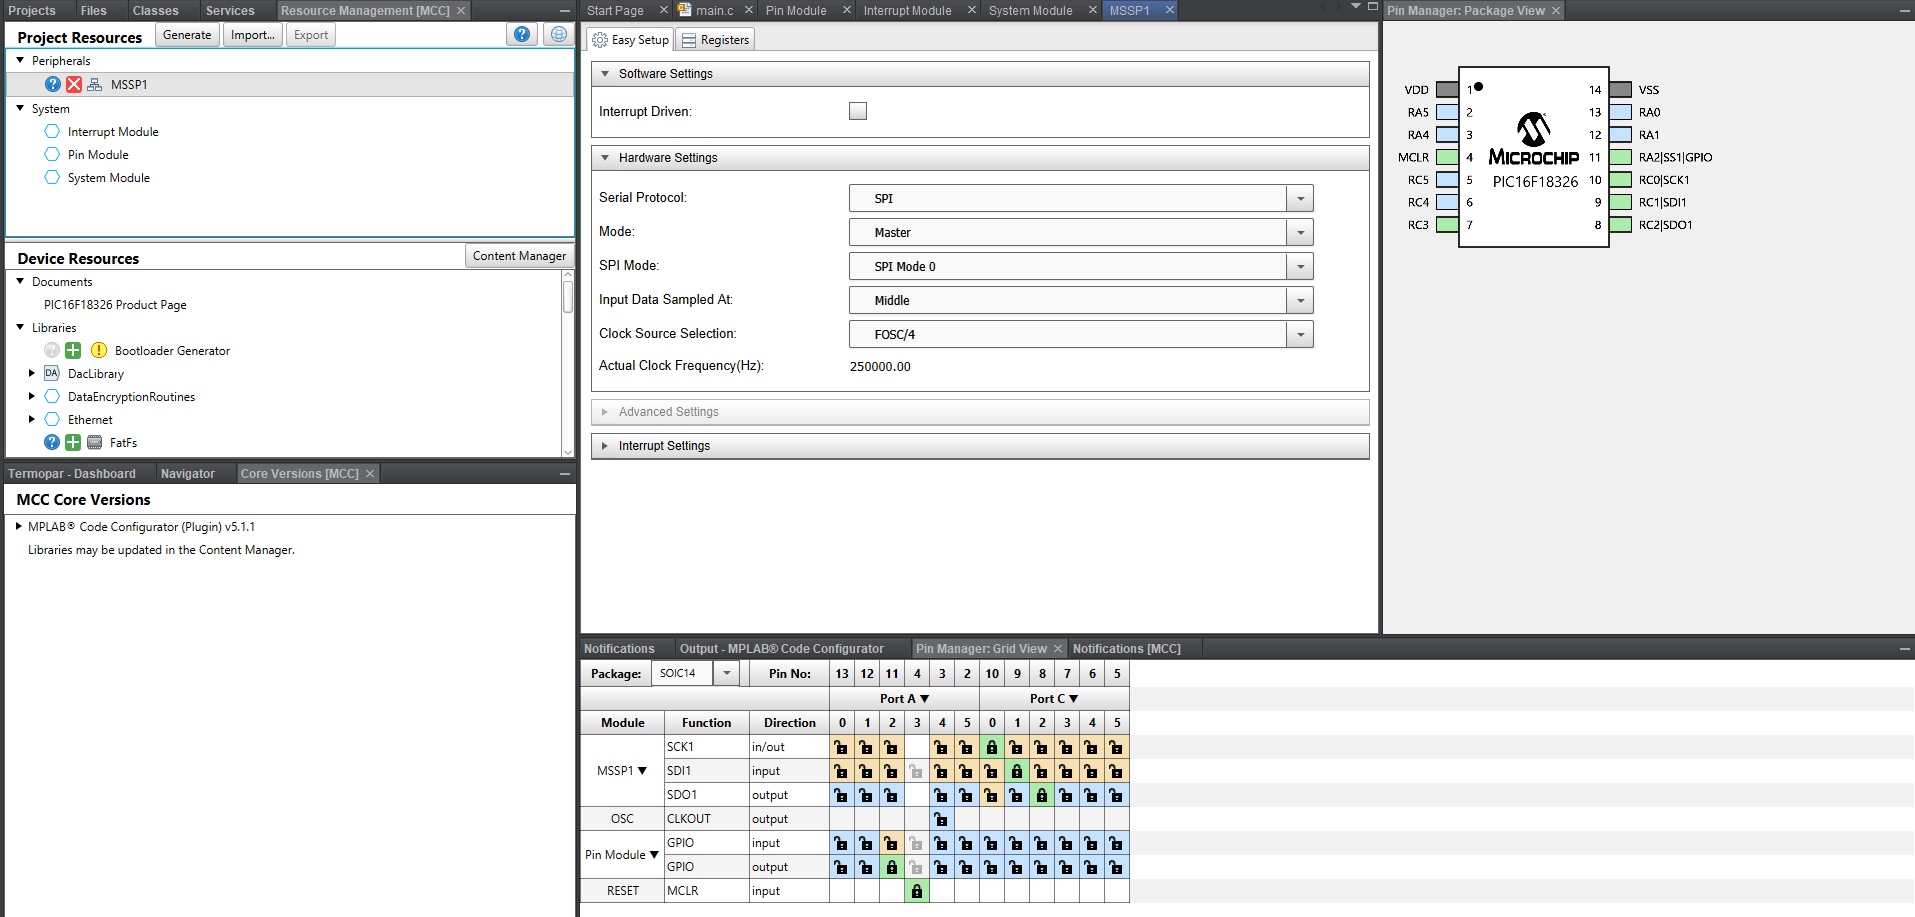 Projects Files Classes Services Resource Management [MCC]
Project Resources Generate Import... Export
Peripherals
MSSP1
System
Interrupt Module
Pin Module
System Module
Device Resources Content Manager
Documents
PIC16F18326 Product Page
Libraries
Bootloader Generator
DA DacLibrary
DataEncryptionRoutines
Ethernet
FatFs
Termopar - Dashboard Navigator Core Versions [MCC]
MCC Core Versions
MPLAB® Code Configurator (Plugin) v5.1.1
Libraries may be updated in the Content Manager.
Start Page main.c Pin Module Interrupt Module System Module MSSP1
Easy Setup Registers
Software Settings
Interrupt Driven:
Hardware Settings
Serial Protocol: SPI
Mode: Master
SPI Mode: SPI Mode 0
Input Data Sampled At: Middle
Clock Source Selection: FOSC/4
Actual Clock Frequency(Hz): 250000.00
Advanced Settings
Interrupt Settings
Pin Manager: Package View
VDD 1 14 VSS
RA5 2 13 RA0
RA4 3 12 RA1
MCLR 4 MICROCHIP 11 RA2|SS1|GPIO
RC5 5 PIC16F18326 10 RC0|SCK1
RC4 6 9 RC1|SDI1
RC3 7 8 RC2|SDO1
Notifications Output - MPLAB® Code Configurator Pin Manager: Grid View Notifications [MCC]
Package: SOIC14 Pin No: 13 12 11 4 3 2 10 9 8 7 6 5
Port A ▼ Port C ▼
Module Function Direction 0 1 2 3 4 5 0 1 2 3 4 5
SCK1 in/out
MSSP1 ▼ SDI1 input
SDO1 output
OSC CLKOUT output
GPIO input
Pin Module ▼
GPIO output
RESET MCLR input